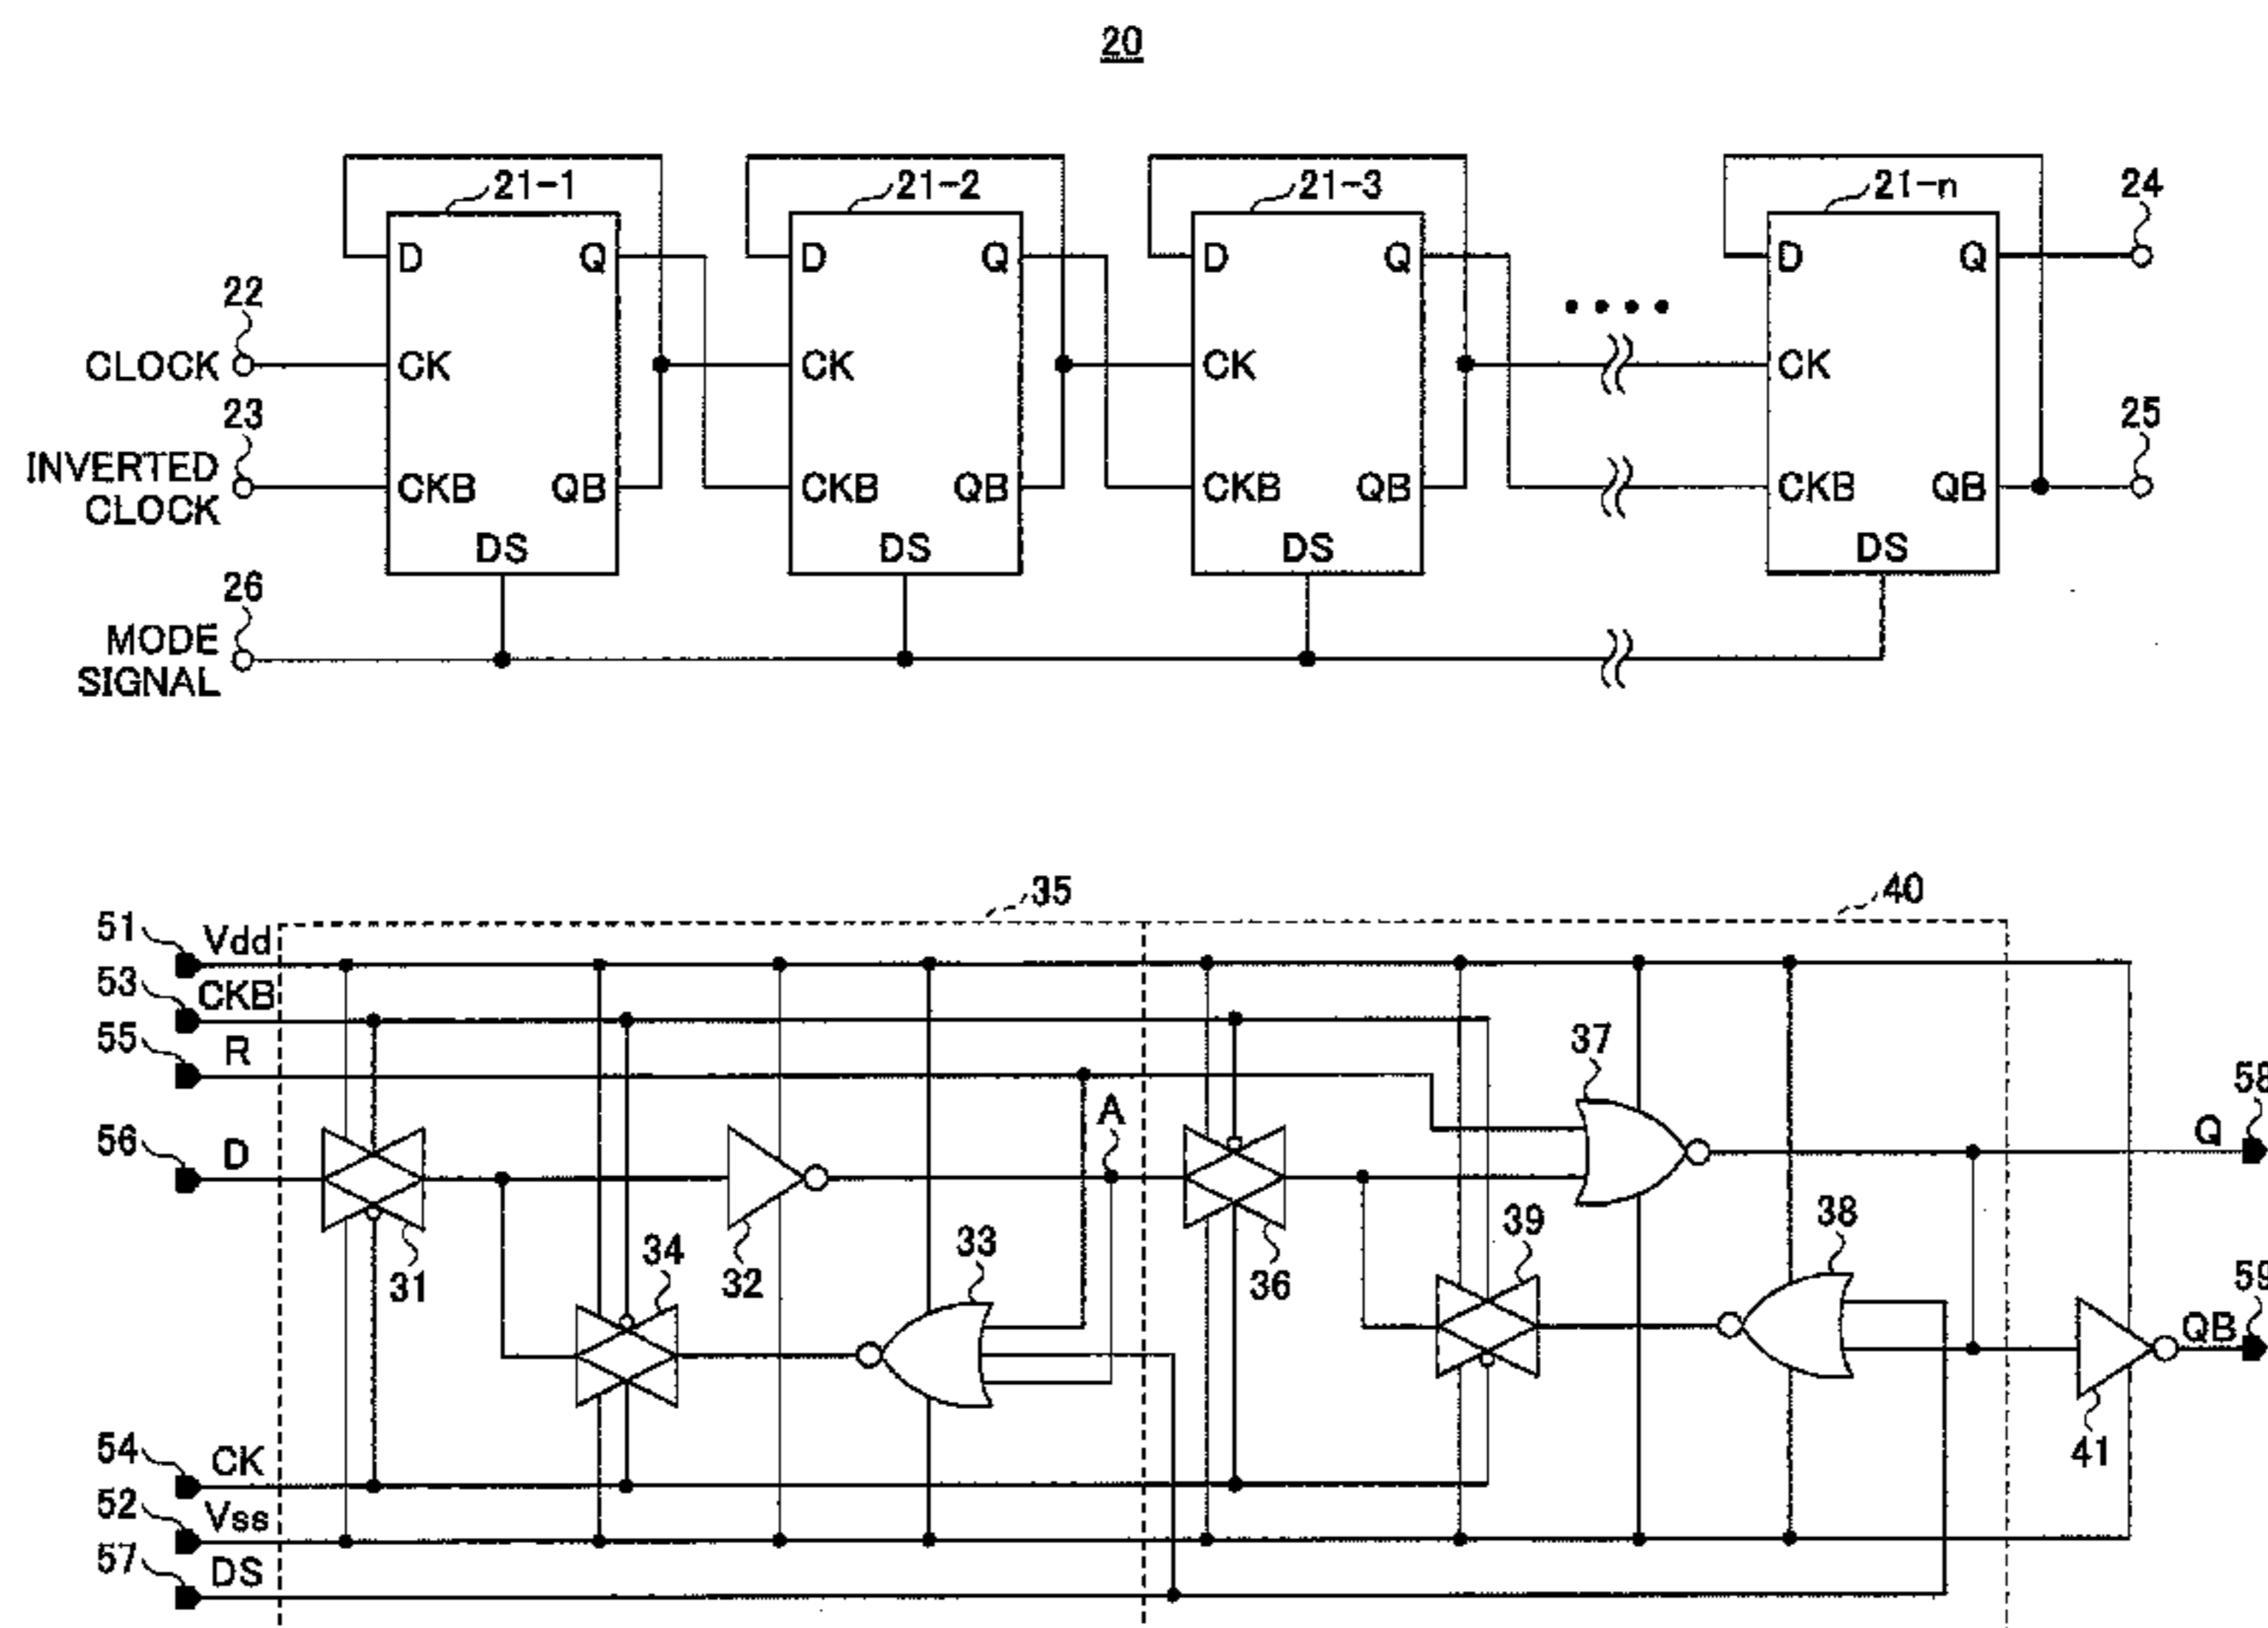 20
21-1 21-2 21-3 21-n 24
D Q D Q D Q D Q
22
CLOCK CK CK CK CK
23 25
INVERTED
CLOCK CKB QB CKB QB CKB QB CKB QB
DS DS DS DS
26
MODE
SIGNAL
35 40
51 Vdd
53 CKB
55 R 37 58
56 D A Q
31 34 32 33 36 39 38 59
QB
54 CK 41
52 Vss
57 DS